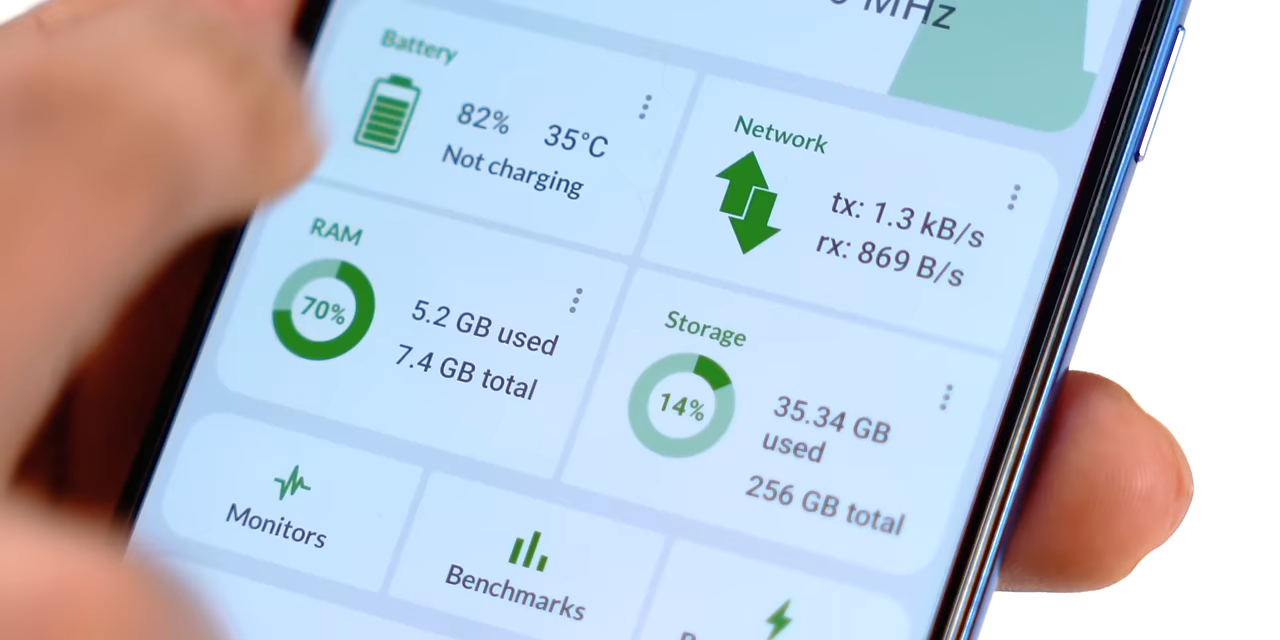 MHz
Battery
82% 35°C
Not charging
Network
tx: 1.3 kB/s
rx: 869 B/s
RAM
70%
5.2 GB used
7.4 GB total
Storage
14%
35.34 GB
used
256 GB total
Monitors
Benchmarks